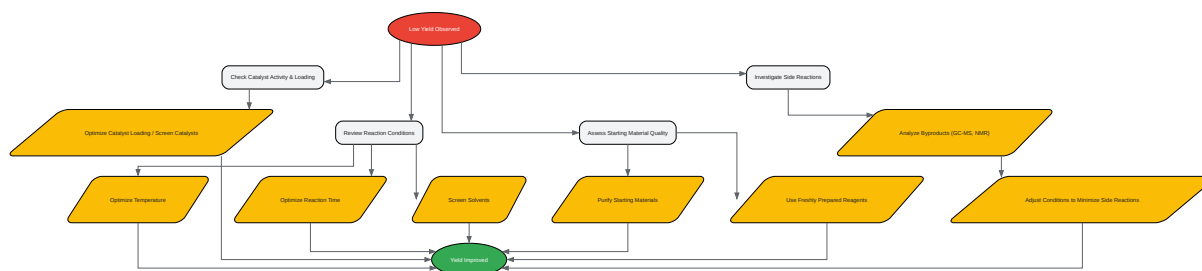 Low Yield Observed
Check Catalyst Activity & Loading
Investigate Side Reactions
Optimize Catalyst Loading / Screen Catalysts
Review Reaction Conditions
Assess Starting Material Quality
Analyze Byproducts (GC-MS, NMR)
Optimize Temperature
Optimize Reaction Time
Screen Solvents
Purify Starting Materials
Use Freshly Prepared Reagents
Adjust Conditions to Minimize Side Reactions
Yield Improved